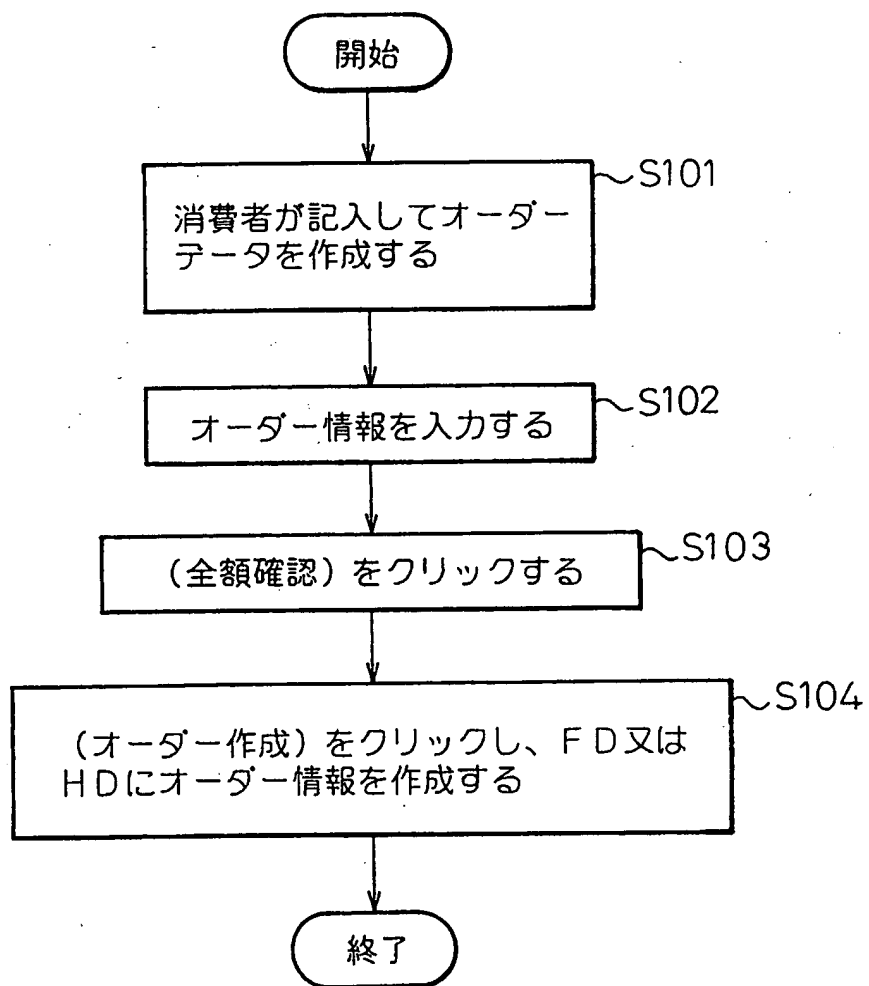 開始
S101
消費者が記入してオーダー
データを作成する
S102
オーダー情報を入力する
S103
（全額確認）をクリックする
S104
（オーダー作成）をクリックし、ＦＤ又は
ＨＤにオーダー情報を作成する
終了